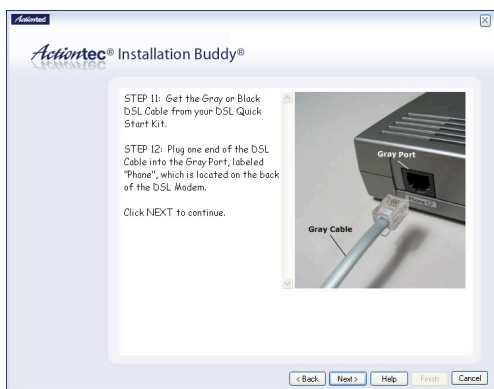 Actiontec
Actiontec® Installation Buddy®
STEP 11: Get the Gray or Black
DSL Cable from your DSL Quick
Start Kit.
STEP 12: Plug one end of the DSL
Cable into the Gray Port, labeled
"Phone", which is located on the back
of the DSL Modem.
Click NEXT to continue.
Gray Port
Gray Cable
< Back Next > Help Finish Cancel